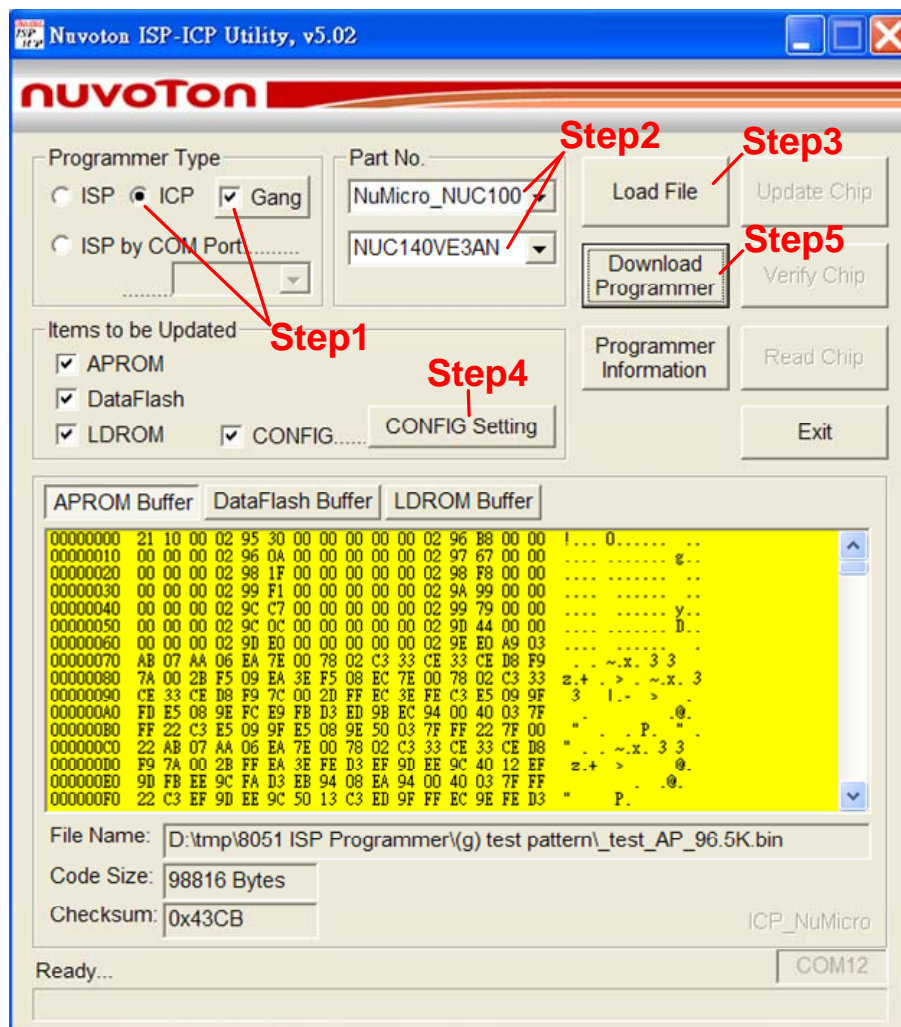 Nuvoton ISP-ICP Utility, v5.02
nuvoTon
Step2
Step3
Programmer Type
Part No.
ISP ICP Gang
NuMicro_NUC100
Load File
Update Chip
ISP by COM Port..........
NUC140VE3AN
Step5
........
Download
Programmer
Verify Chip
Items to be Updated
Step1
APROM
Step4
Programmer
Information
Read Chip
DataFlash
LDROM CONFIG...... CONFIG Setting
Exit
APROM Buffer DataFlash Buffer LDROM Buffer
00000000 21 10 00 02 95 30 00 00 00 00 00 02 96 B8 00 00 !... 0...... ..
00000010 00 00 00 02 96 0A 00 00 00 00 00 02 97 67 00 00 .... ....... g..
00000020 00 00 00 02 98 1F 00 00 00 00 00 02 98 F8 00 00 .... ....... ..
00000030 00 00 00 02 99 F1 00 00 00 00 00 02 9A 99 00 00 .... ...... ..
00000040 00 00 00 02 9C C7 00 00 00 00 00 02 99 79 00 00 .... ...... y..
00000050 00 00 00 02 9C 0C 00 00 00 00 00 02 9D 44 00 00 .... ....... D..
00000060 00 00 00 02 9D E0 00 00 00 00 00 02 9E E0 A9 03 .... ...... .
00000070 AB 07 AA 06 EA 7E 00 78 02 C3 33 CE 33 CE D8 F9 . . ~.x. 3 3
00000080 7A 00 2B F5 09 EA 3E F5 08 EC 7E 00 78 02 C3 33 z.+ . > . ~.x. 3
00000090 CE 33 CE D8 F9 7C 00 2D FF EC 3E FE C3 E5 09 9F 3 |.- > .
000000A0 FD E5 08 9E FC E9 FB D3 ED 9B EC 94 00 40 03 7F . .@.
000000B0 FF 22 C3 E5 09 9F E5 08 9E 50 03 7F FF 22 7F 00 " . . P. " .
000000C0 22 AB 07 AA 06 EA 7E 00 78 02 C3 33 CE 33 CE D8 " . . ~.x. 3 3
000000D0 F9 7A 00 2B FF EA 3E FE D3 EF 9D EE 9C 40 12 EF z.+ > @.
000000E0 9D FB EE 9C FA D3 EB 94 08 EA 94 00 40 03 7F FF . .@.
000000F0 22 C3 EF 9D EE 9C 50 13 C3 ED 9F FF EC 9E FE D3 " P.
File Name: D:\tmp\8051 ISP Programmer\(g) test pattern\_test_AP_96.5K.bin
Code Size: 98816 Bytes
Checksum: 0x43CB
ICP_NuMicro
Ready...
COM12